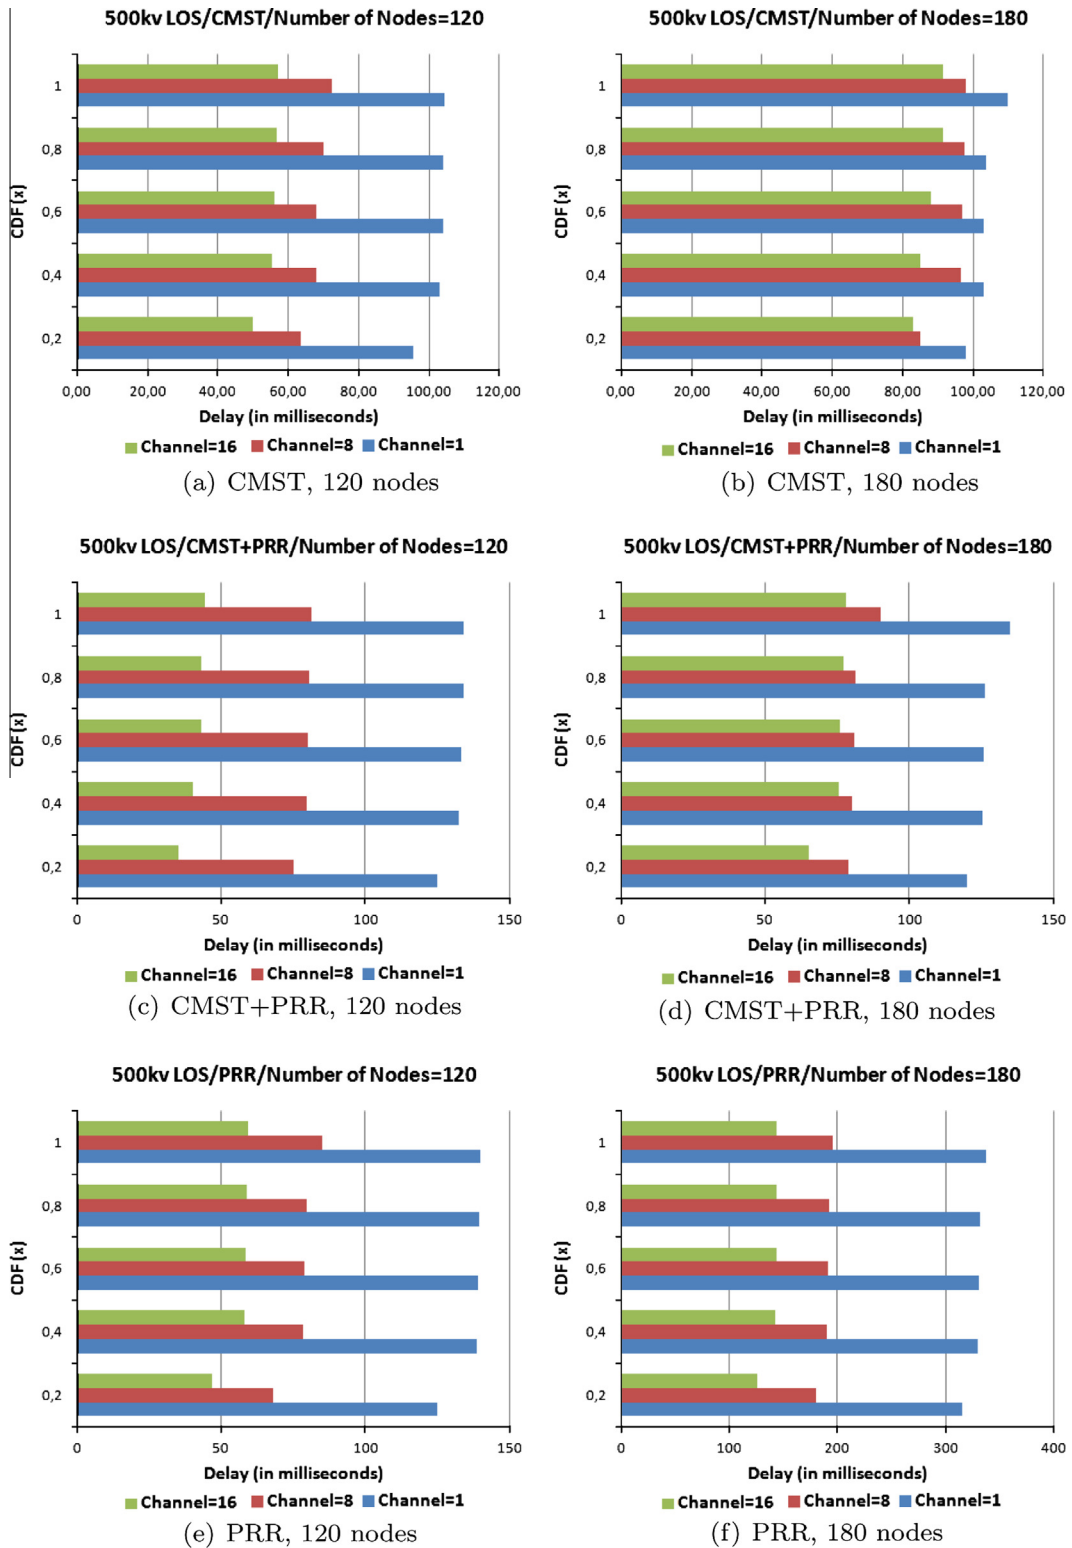 500kv LOS/CMST/Number of Nodes=120
CDF (x)
1
0,8
0,6
0,4
0,2
0,00 20,00 40,00 60,00 80,00 100,00 120,00
Delay (in milliseconds)
Channel=16 Channel=8 Channel=1
(a) CMST, 120 nodes
500kv LOS/CMST/Number of Nodes=180
CDF (x)
1
0,8
0,6
0,4
0,2
0,00 20,00 40,00 60,00 80,00 100,00 120,00
Delay (in milliseconds)
Channel=16 Channel=8 Channel=1
(b) CMST, 180 nodes
500kv LOS/CMST+PRR/Number of Nodes=120
CDF (x)
1
0,8
0,6
0,4
0,2
0 50 100 150
Delay (in milliseconds)
Channel=16 Channel=8 Channel=1
(c) CMST+PRR, 120 nodes
500kv LOS/CMST+PRR/Number of Nodes=180
CDF (x)
1
0,8
0,6
0,4
0,2
0 50 100 150
Delay (in milliseconds)
Channel=16 Channel=8 Channel=1
(d) CMST+PRR, 180 nodes
500kv LOS/PRR/Number of Nodes=120
CDF (x)
1
0,8
0,6
0,4
0,2
0 50 100 150
Delay (in milliseconds)
Channel=16 Channel=8 Channel=1
(e) PRR, 120 nodes
500kv LOS/PRR/Number of Nodes=180
CDF (x)
1
0,8
0,6
0,4
0,2
0 100 200 300 400
Delay (in milliseconds)
Channel=16 Channel=8 Channel=1
(f) PRR, 180 nodes